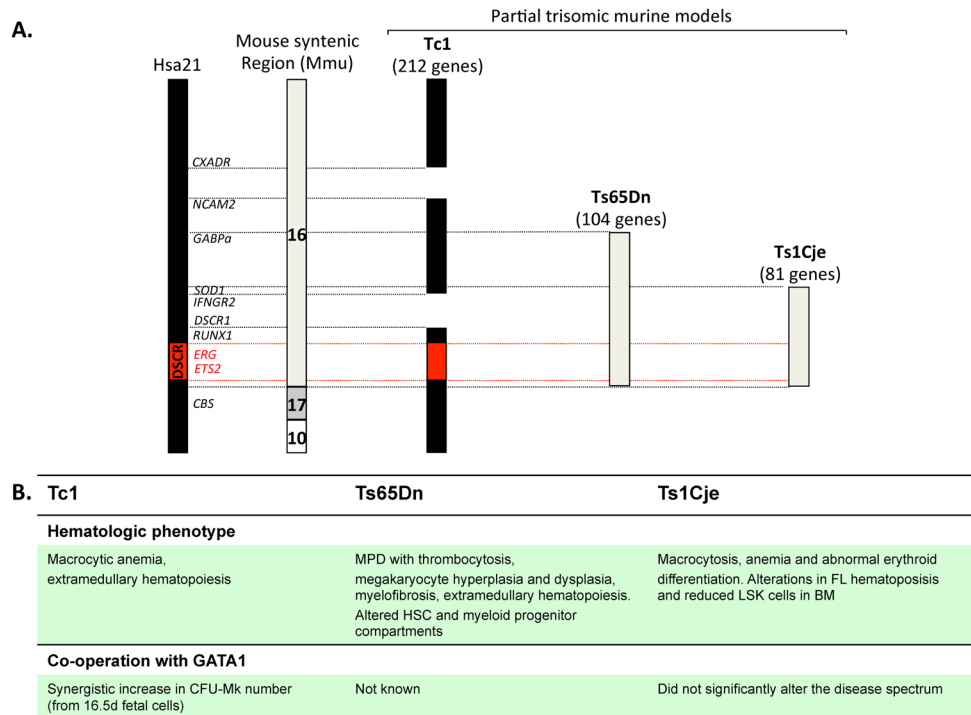 A.
Partial trisomic murine models
Hsa21
Mouse syntenic
Region (Mmu)
Tc1
(212 genes)
Ts65Dn
(104 genes)
Ts1Cje
(81 genes)
CXADR
NCAM2
GABPa
SOD1
IFNGR2
DSCR1
RUNX1
ERG
ETS2
CBS
DSCR
16
17
10
B.
Tc1 Ts65Dn Ts1Cje
Hematologic phenotype
Macrocytic anemia,
extramedullary hematopoiesis
MPD with thrombocytosis,
megakaryocyte hyperplasia and dysplasia,
myelofibrosis, extramedullary hematopoiesis.
Altered HSC and myeloid progenitor
compartments
Macrocytosis, anemia and abnormal erythroid
differentiation. Alterations in FL hematoposisis
and reduced LSK cells in BM
Co-operation with GATA1
Synergistic increase in CFU-Mk number
(from 16.5d fetal cells)
Not known
Did not significantly alter the disease spectrum